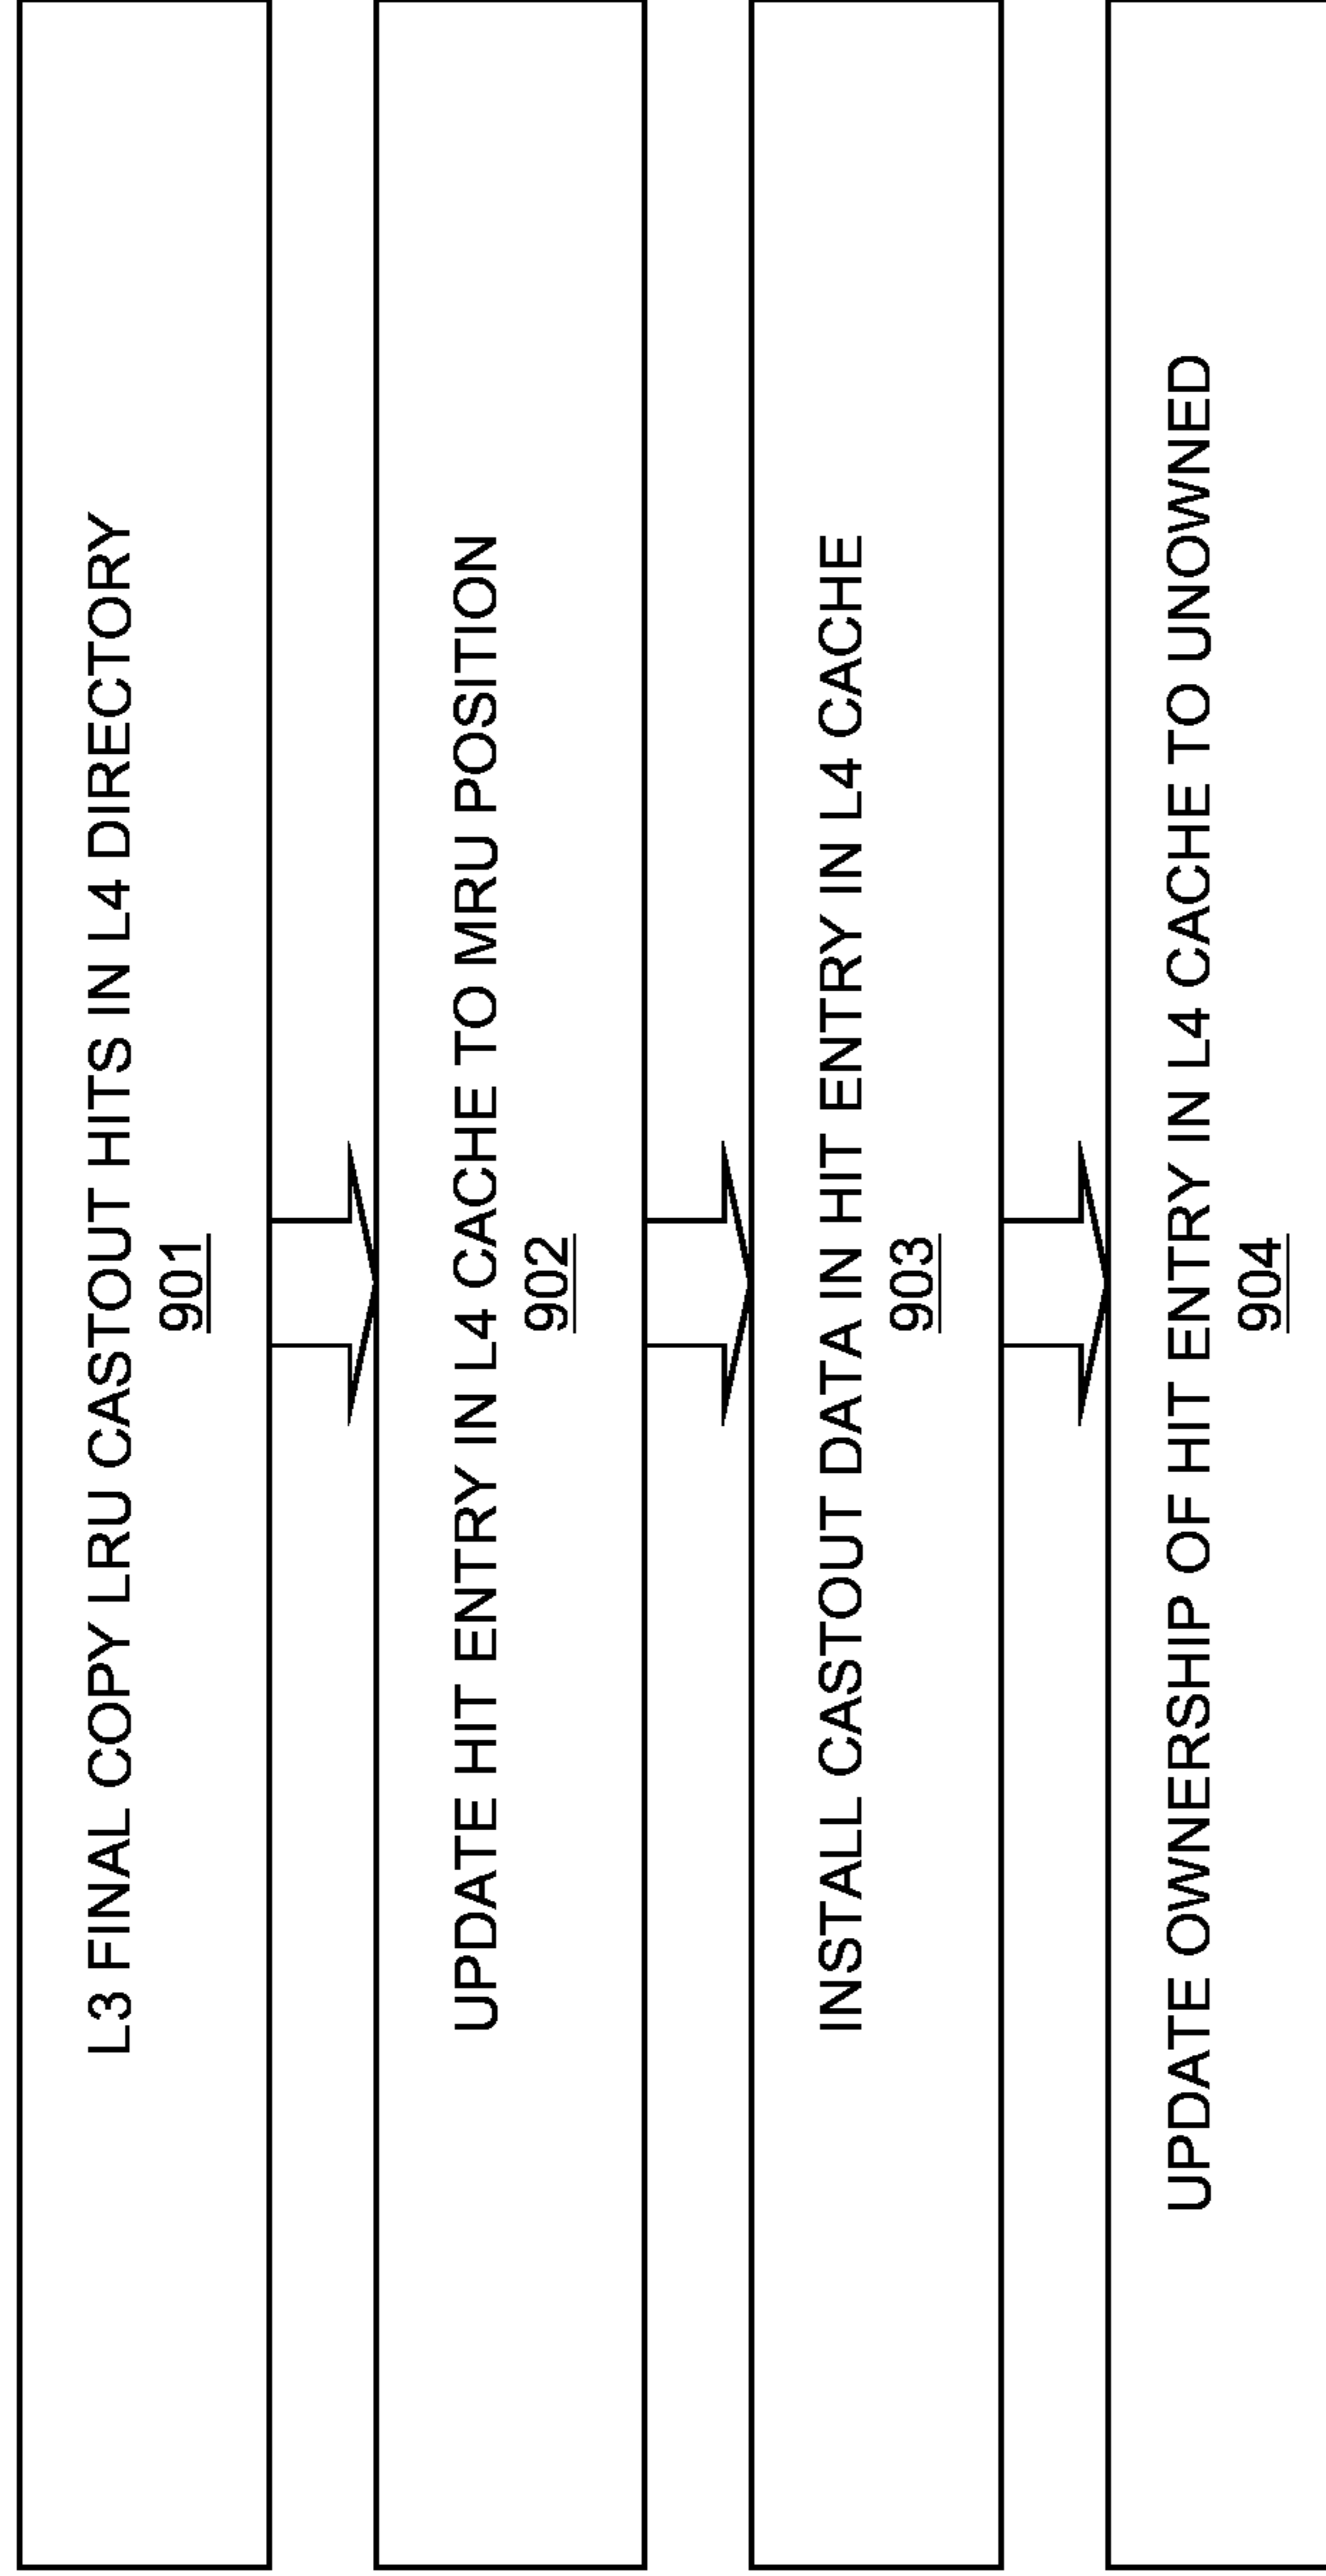 L3 FINAL COPY LRU CASTOUT HITS IN L4 DIRECTORY
901
UPDATE HIT ENTRY IN L4 CACHE TO MRU POSITION
902
INSTALL CASTOUT DATA IN HIT ENTRY IN L4 CACHE
903
UPDATE OWNERSHIP OF HIT ENTRY IN L4 CACHE TO UNOWNED
904